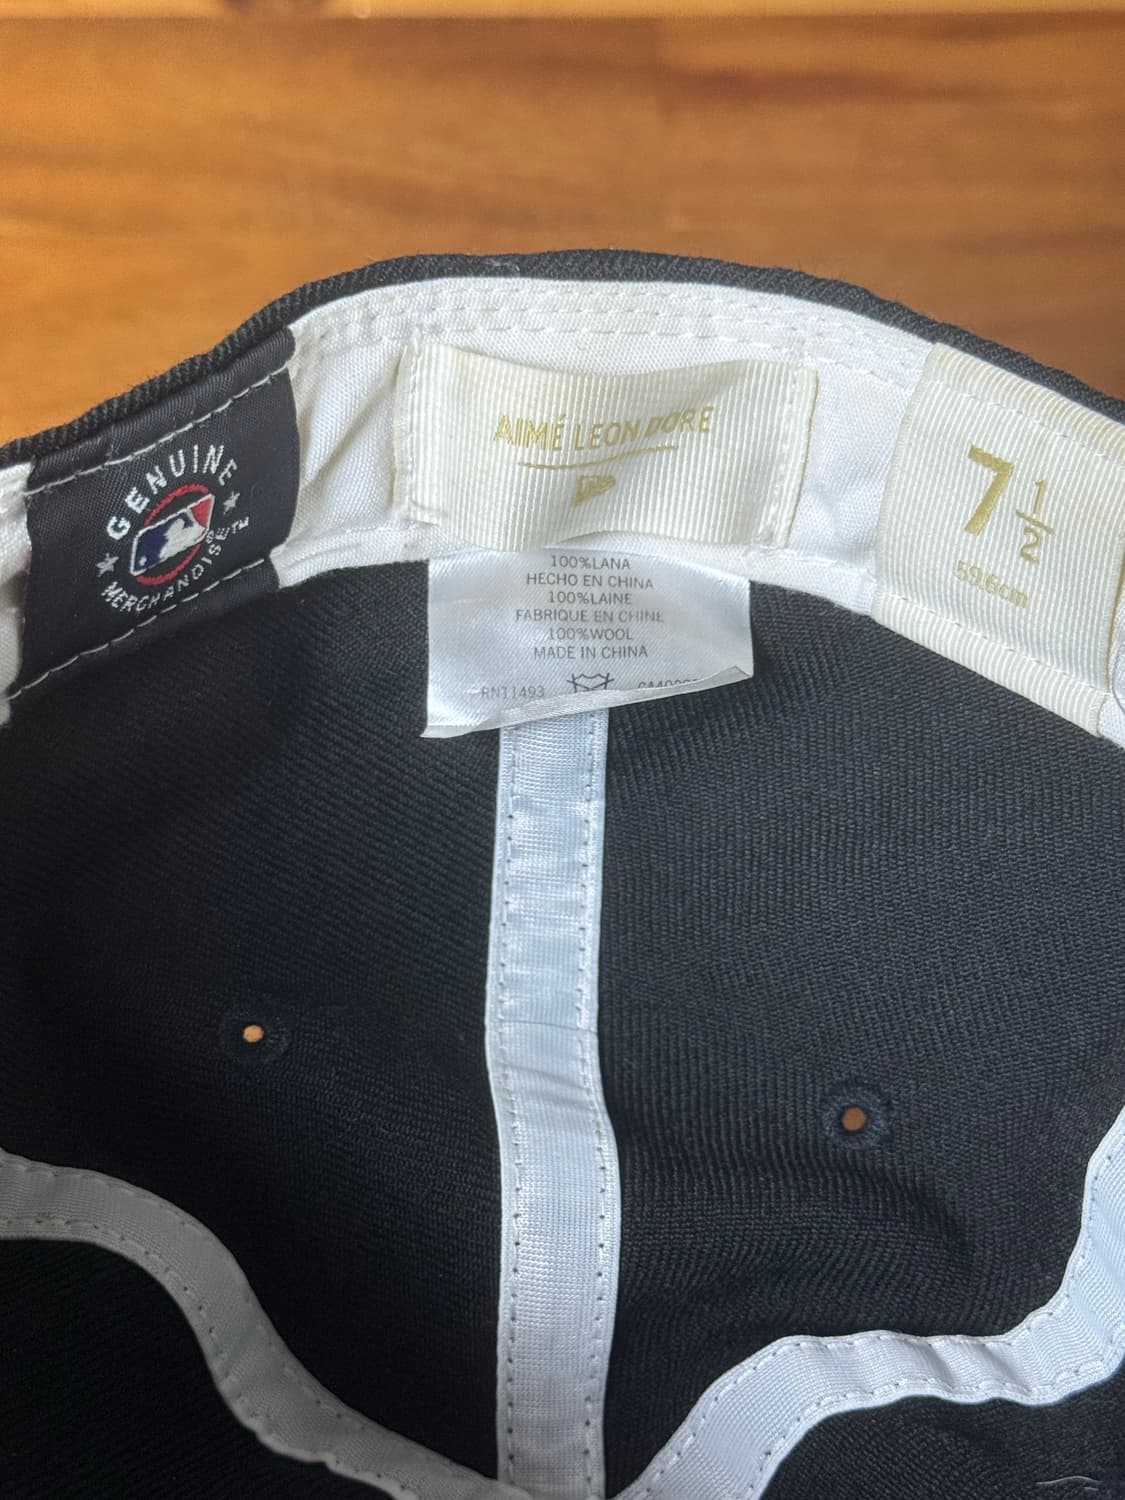 GENUINE
MERCHANDISE™
AIMÉ LEON DORE
7 1/2
59.6cm
100%LANA
HECHO EN CHINA
100%LAINE
FABRIQUE EN CHINE
100%WOOL
MADE IN CHINA
RN11493